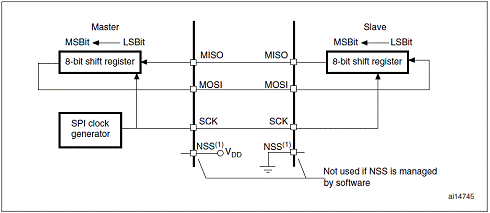 Master
Slave
MSBit
LSBit
MISO
MISO
MSBit
LSBit
8-bit shift register
8-bit shift register
MOSI
MOSI
SPI clock
generator
SCK
SCK
NSS(1)
VDD
NSS(1)
Not used if NSS is managed
by software
ai14745